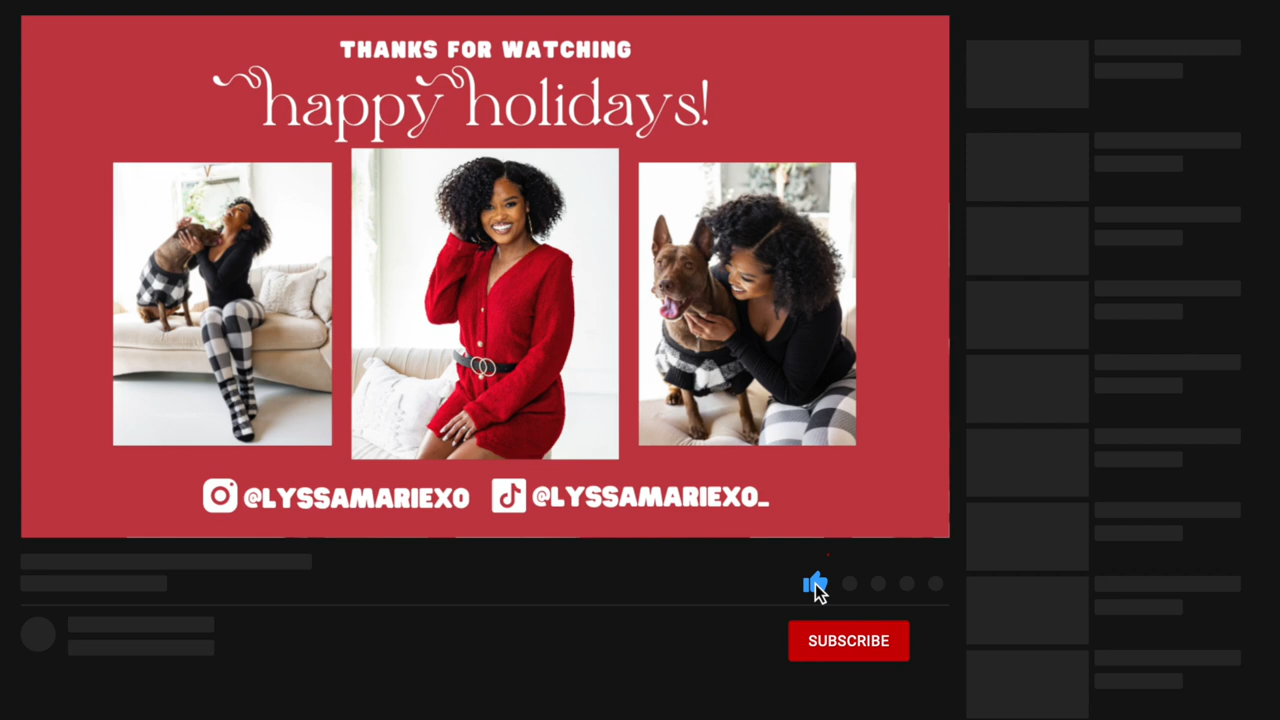 THANKS FOR WATCHING
happy holidays!
@LYSSAMARIEXO @LYSSAMARIEXO_
SUBSCRIBE